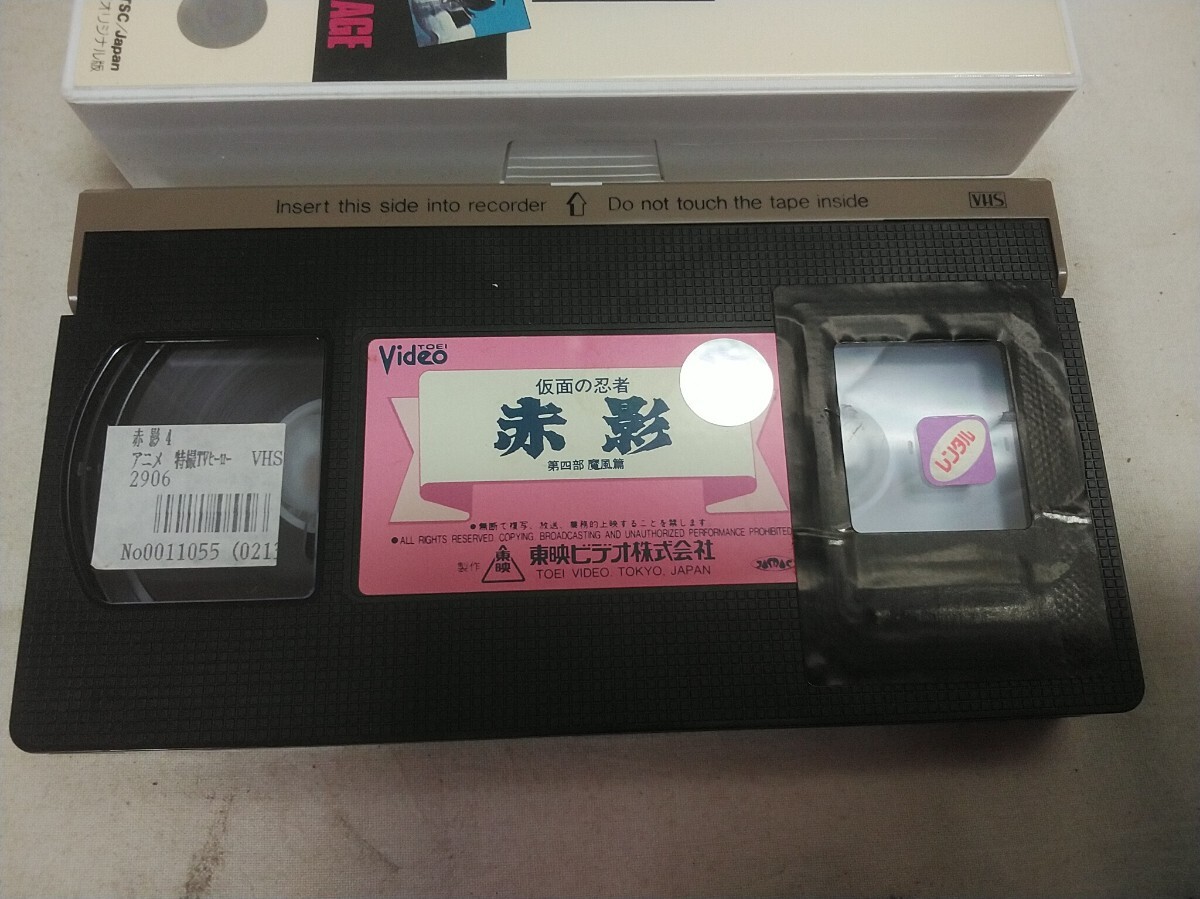 TSC/Japan
オリジナル版
AGE
Insert this side into recorder ⇧ Do not touch the tape inside
VHS
赤影4
アニメ 特撮TVヒーロー VHS
2906
No0011055 (0213
TOEI
Video
仮面の忍者
赤影
第四部 魔風篇
●無断で複写、放送、業務的上映することを禁します。
●ALL RIGHTS RESERVED. COPYING, BROADCASTING AND UNAUTHORIZED PERFORMANCE PROHIBITED
製作 東映 東映ビデオ株式会社
TOEI VIDEO, TOKYO, JAPAN
レンタル